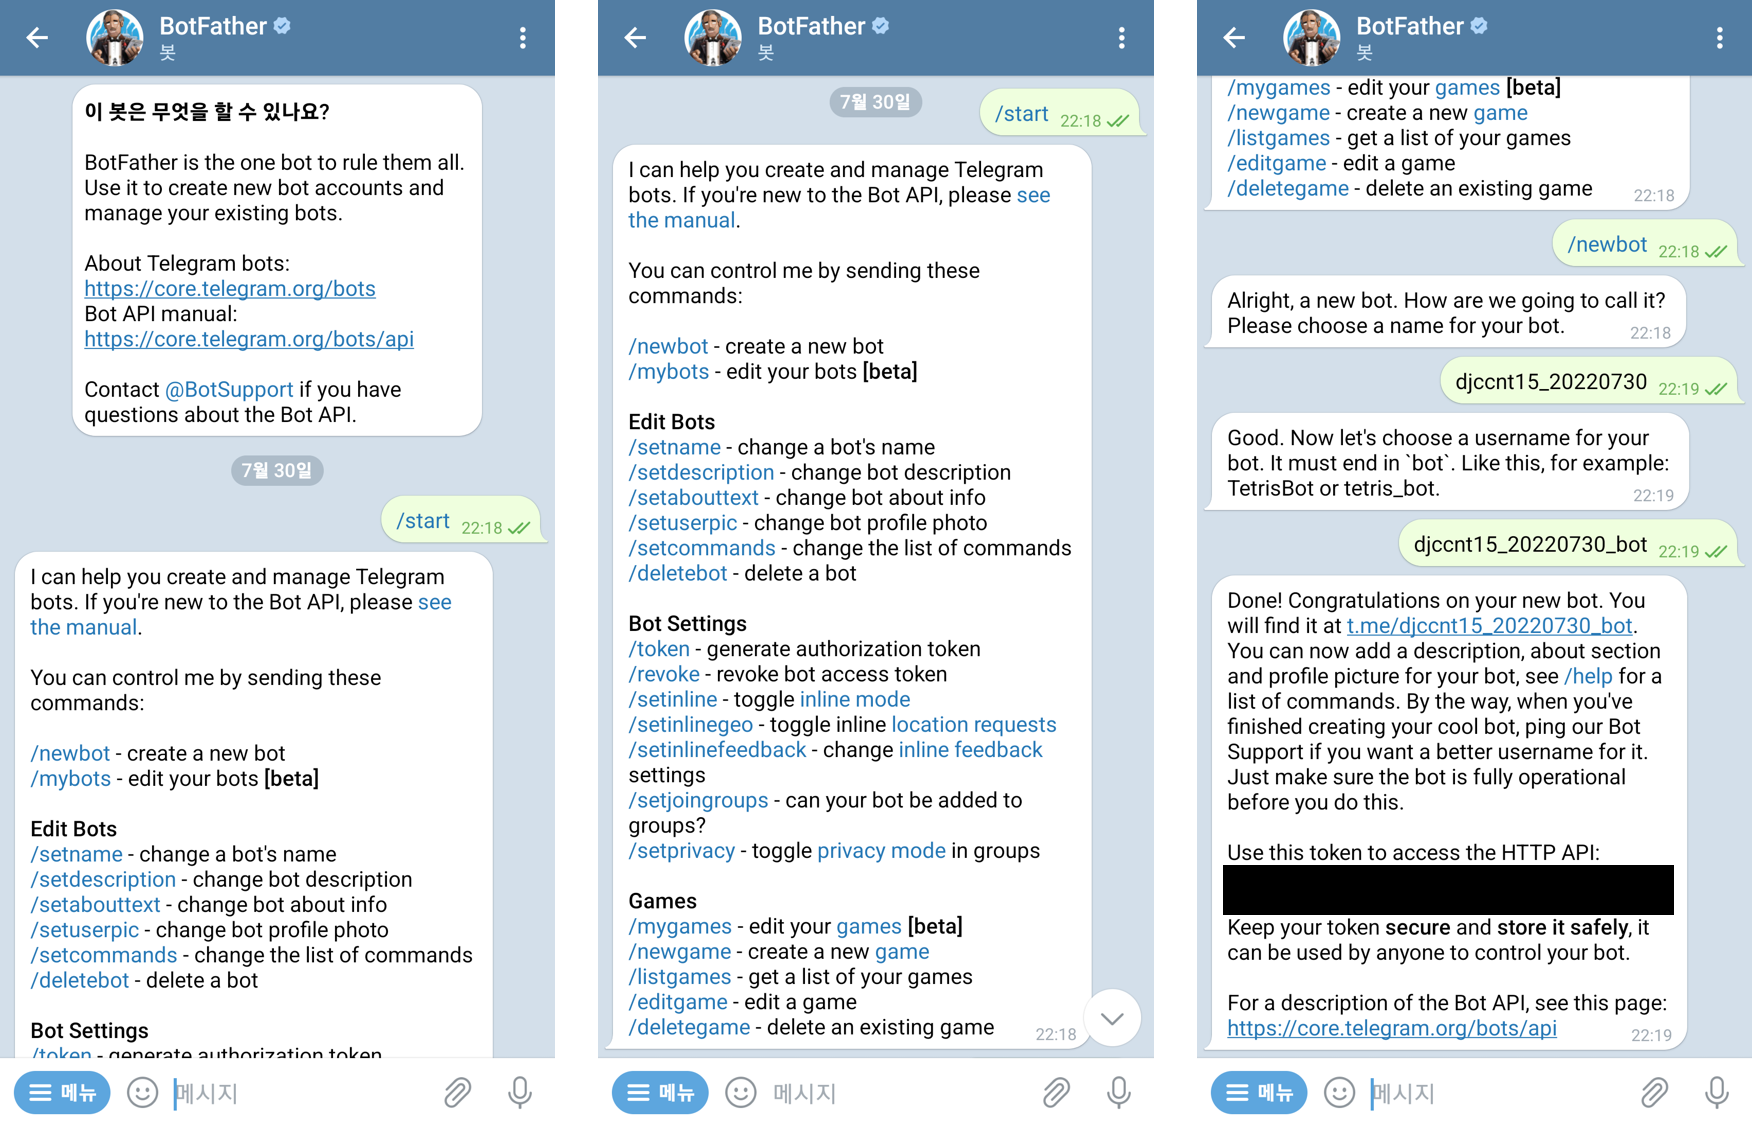 BotFather
봇
이 봇은 무엇을 할 수 있나요?
BotFather is the one bot to rule them all.
Use it to create new bot accounts and
manage your existing bots.
About Telegram bots:
https://core.telegram.org/bots
Bot API manual:
https://core.telegram.org/bots/api
Contact @BotSupport if you have
questions about the Bot API.
7월 30일
/start 22:18
I can help you create and manage Telegram
bots. If you're new to the Bot API, please see
the manual.
You can control me by sending these
commands:
/newbot - create a new bot
/mybots - edit your bots [beta]
Edit Bots
/setname - change a bot's name
/setdescription - change bot description
/setabouttext - change bot about info
/setuserpic - change bot profile photo
/setcommands - change the list of commands
/deletebot - delete a bot
Bot Settings
/token - generate authorization token
메뉴 메시지
BotFather
봇
7월 30일
/start 22:18
I can help you create and manage Telegram
bots. If you're new to the Bot API, please see
the manual.
You can control me by sending these
commands:
/newbot - create a new bot
/mybots - edit your bots [beta]
Edit Bots
/setname - change a bot's name
/setdescription - change bot description
/setabouttext - change bot about info
/setuserpic - change bot profile photo
/setcommands - change the list of commands
/deletebot - delete a bot
Bot Settings
/token - generate authorization token
/revoke - revoke bot access token
/setinline - toggle inline mode
/setinlinegeo - toggle inline location requests
/setinlinefeedback - change inline feedback
settings
/setjoingroups - can your bot be added to
groups?
/setprivacy - toggle privacy mode in groups
Games
/mygames - edit your games [beta]
/newgame - create a new game
/listgames - get a list of your games
/editgame - edit a game
/deletegame - delete an existing game 22:18
메뉴 메시지
BotFather
봇
/mygames - edit your games [beta]
/newgame - create a new game
/listgames - get a list of your games
/editgame - edit a game
/deletegame - delete an existing game 22:18
/newbot 22:18
Alright, a new bot. How are we going to call it?
Please choose a name for your bot. 22:18
djccnt15_20220730 22:19
Good. Now let's choose a username for your
bot. It must end in `bot`. Like this, for example:
TetrisBot or tetris_bot. 22:19
djccnt15_20220730_bot 22:19
Done! Congratulations on your new bot. You
will find it at t.me/djccnt15_20220730_bot.
You can now add a description, about section
and profile picture for your bot, see /help for a
list of commands. By the way, when you've
finished creating your cool bot, ping our Bot
Support if you want a better username for it.
Just make sure the bot is fully operational
before you do this.
Use this token to access the HTTP API:
Keep your token secure and store it safely, it
can be used by anyone to control your bot.
For a description of the Bot API, see this page:
https://core.telegram.org/bots/api 22:19
메뉴 메시지